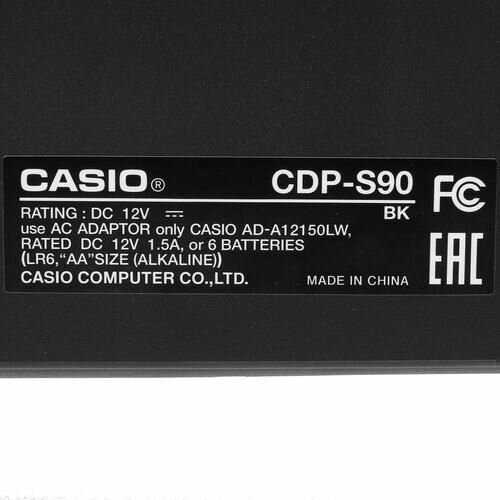 CASIO® CDP-S90 FC
RATING : DC 12V ⎓ BK
use AC ADAPTOR only CASIO AD-A12150LW,
RATED DC 12V 1.5A, or 6 BATTERIES
(LR6,“AA”SIZE (ALKALINE)) EAC
CASIO COMPUTER CO.,LTD. MADE IN CHINA